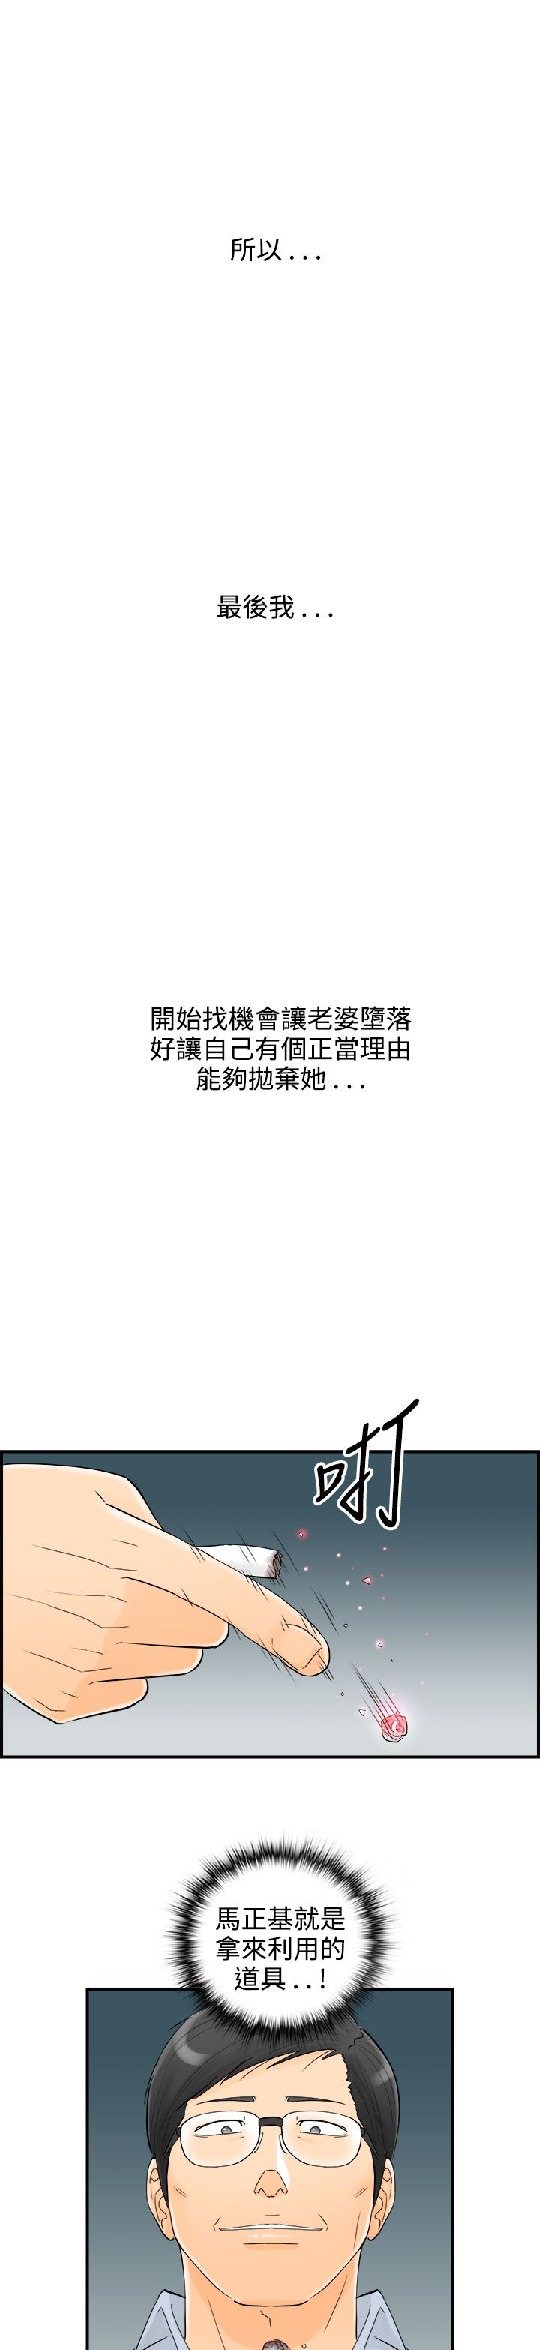 所以...
最後我...
開始找機會讓老婆墮落
好讓自己有個正當理由
能夠拋棄她...
啪
馬正基就是
拿來利用的
道具..!